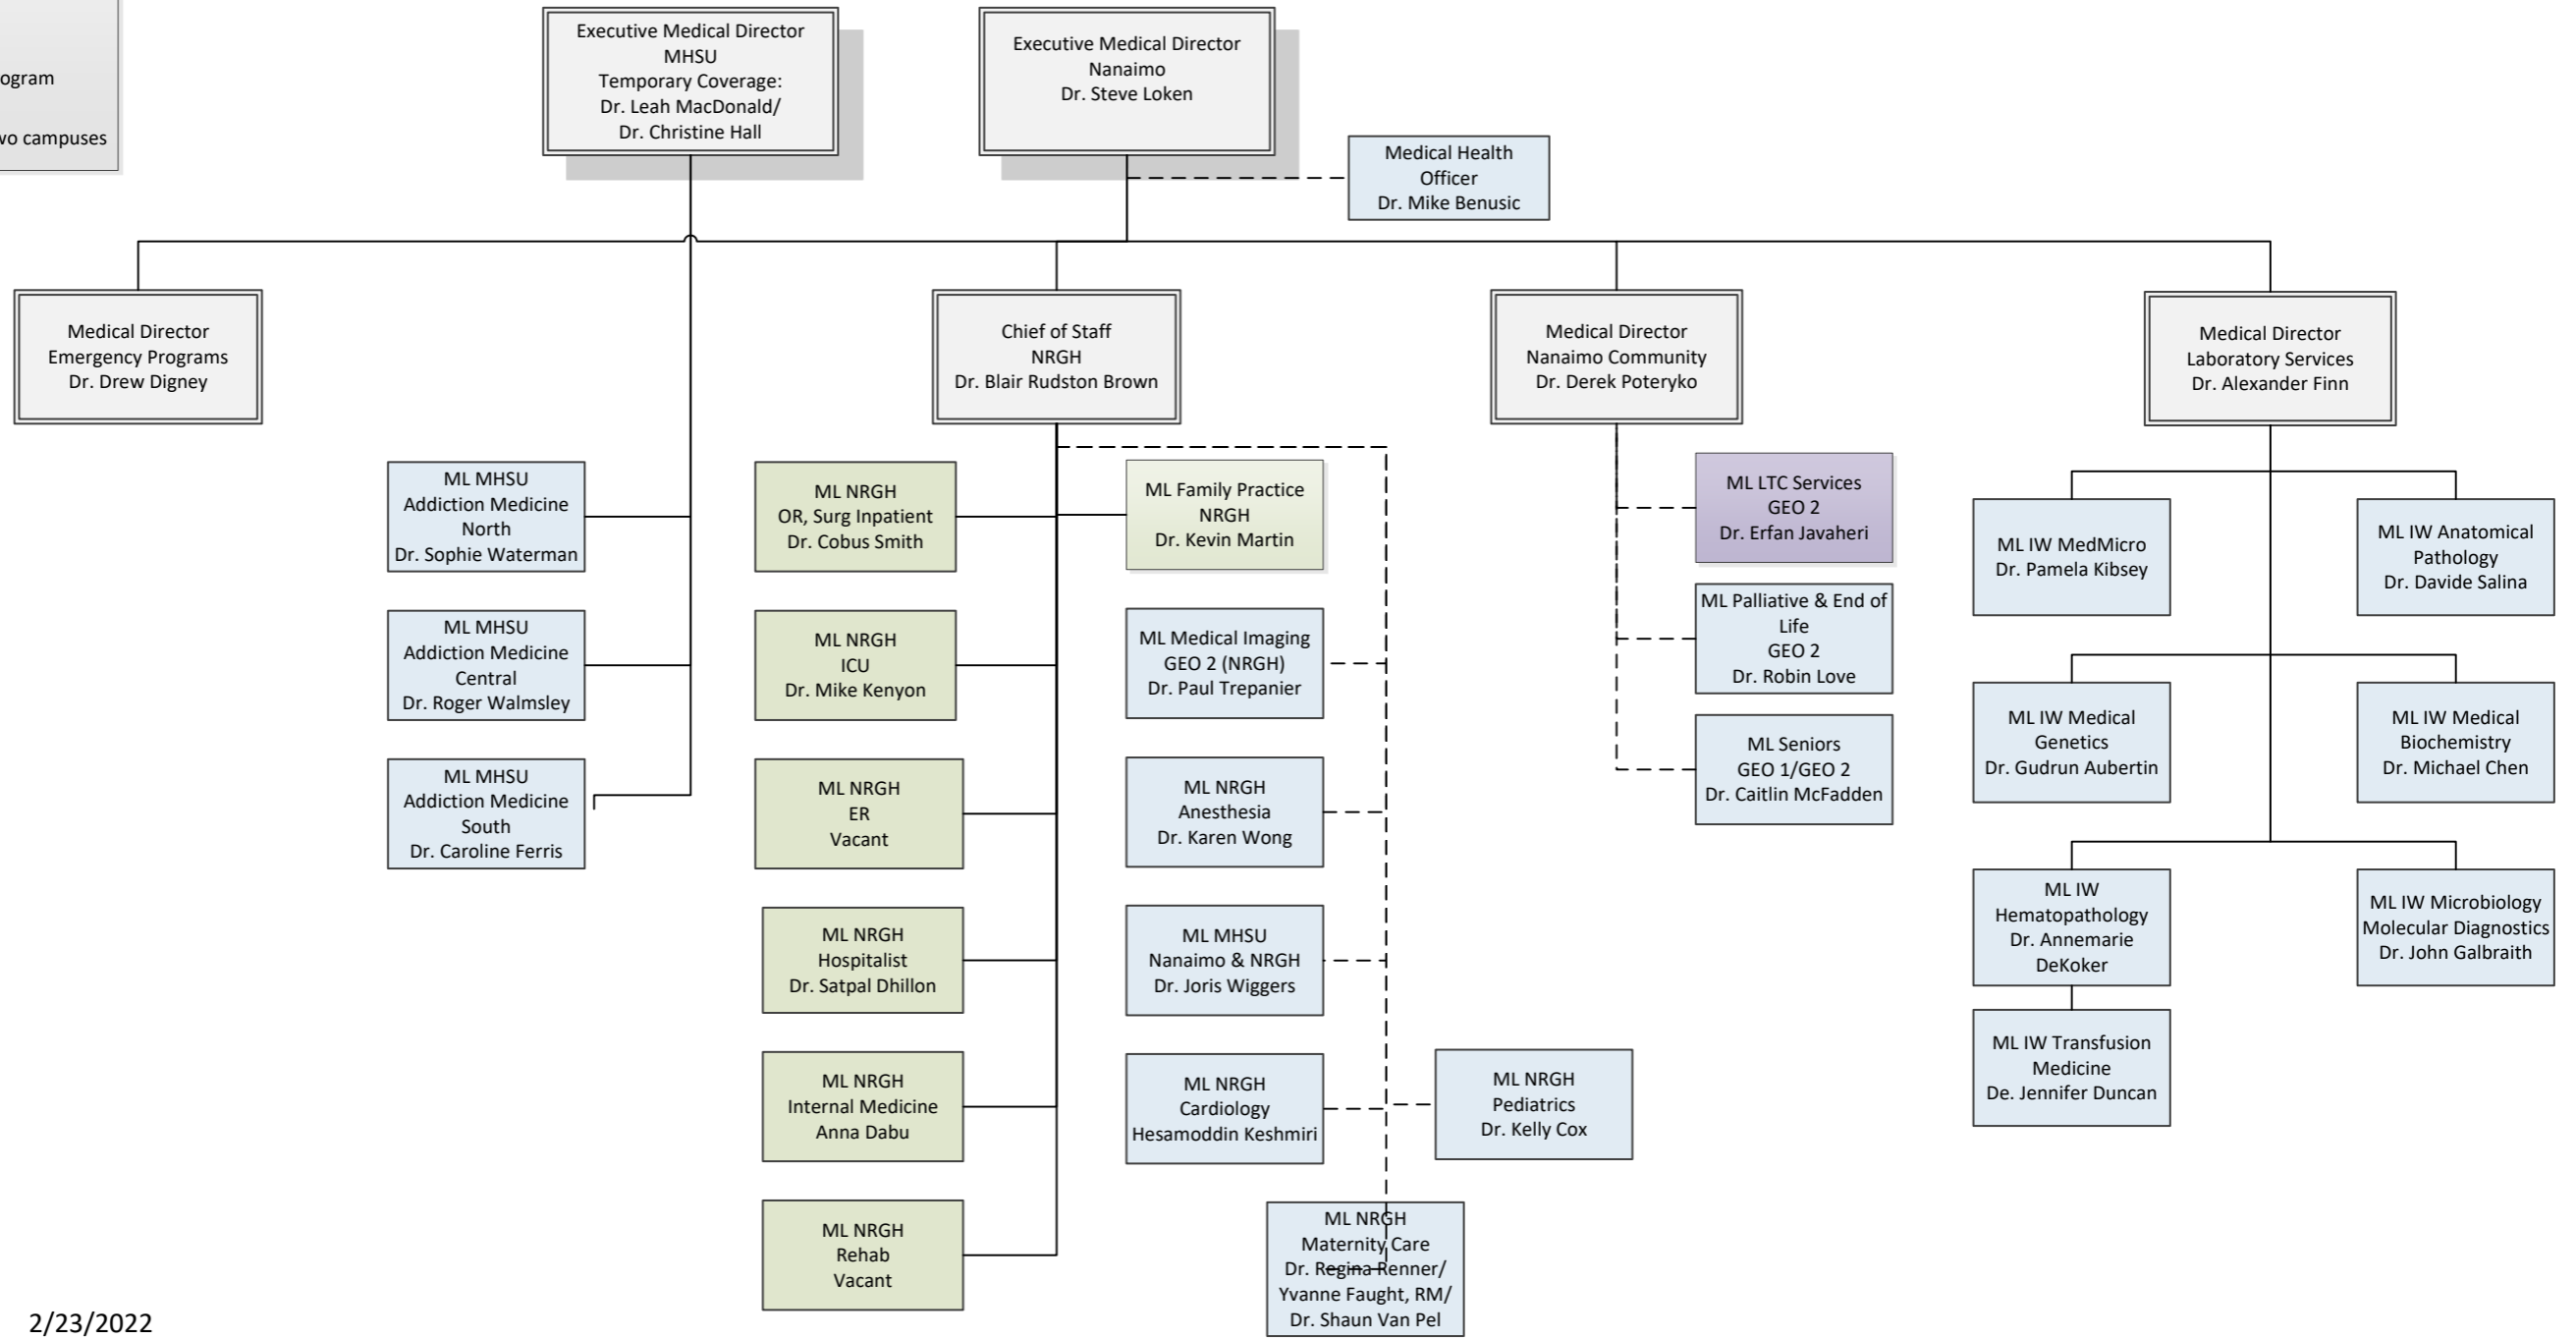 ogram
wo campuses
Executive Medical Director
MHSU
Temporary Coverage:
Dr. Leah MacDonald/
Dr. Christine Hall
Executive Medical Director
Nanaimo
Dr. Steve Loken
Medical Health
Officer
Dr. Mike Benusic
Medical Director
Emergency Programs
Dr. Drew Digney
Chief of Staff
NRGH
Dr. Blair Rudston Brown
Medical Director
Nanaimo Community
Dr. Derek Poteryko
Medical Director
Laboratory Services
Dr. Alexander Finn
ML MHSU
Addiction Medicine
North
Dr. Sophie Waterman
ML MHSU
Addiction Medicine
Central
Dr. Roger Walmsley
ML MHSU
Addiction Medicine
South
Dr. Caroline Ferris
ML NRGH
OR, Surg Inpatient
Dr. Cobus Smith
ML NRGH
ICU
Dr. Mike Kenyon
ML NRGH
ER
Vacant
ML NRGH
Hospitalist
Dr. Satpal Dhillon
ML NRGH
Internal Medicine
Anna Dabu
ML NRGH
Rehab
Vacant
ML Family Practice
NRGH
Dr. Kevin Martin
ML Medical Imaging
GEO 2 (NRGH)
Dr. Paul Trepanier
ML NRGH
Anesthesia
Dr. Karen Wong
ML MHSU
Nanaimo & NRGH
Dr. Joris Wiggers
ML NRGH
Cardiology
Hesamoddin Keshmiri
ML NRGH
Pediatrics
Dr. Kelly Cox
ML NRGH
Maternity Care
Dr. Regina Renner/
Yvanne Faught, RM/
Dr. Shaun Van Pel
ML LTC Services
GEO 2
Dr. Erfan Javaheri
ML Palliative & End of
Life
GEO 2
Dr. Robin Love
ML Seniors
GEO 1/GEO 2
Dr. Caitlin McFadden
ML IW MedMicro
Dr. Pamela Kibsey
ML IW Anatomical
Pathology
Dr. Davide Salina
ML IW Medical
Genetics
Dr. Gudrun Aubertin
ML IW Medical
Biochemistry
Dr. Michael Chen
ML IW
Hematopathology
Dr. Annemarie
DeKoker
ML IW Microbiology
Molecular Diagnostics
Dr. John Galbraith
ML IW Transfusion
Medicine
De. Jennifer Duncan
2/23/2022